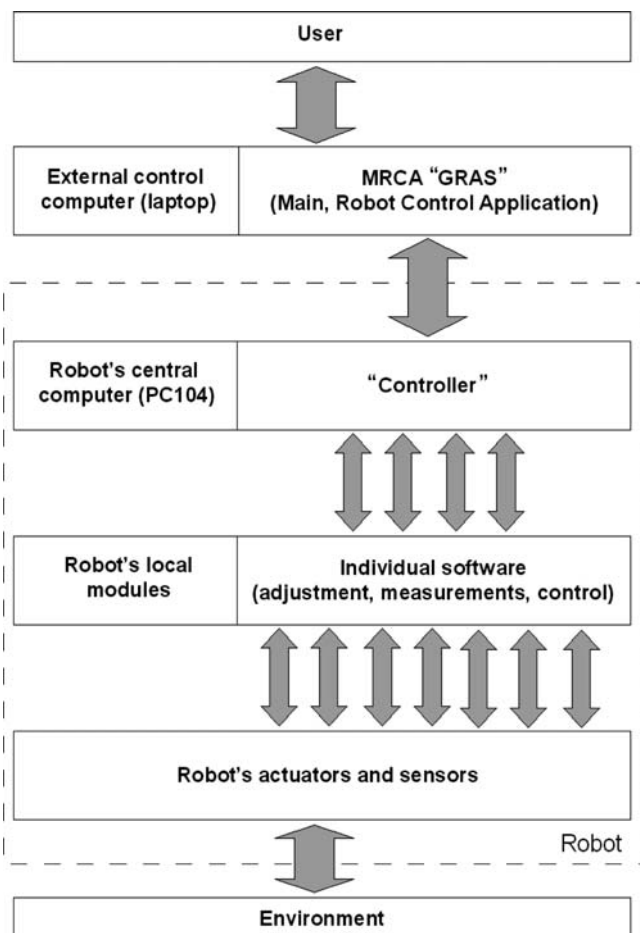 User
External control
computer (laptop)
MRCA “GRAS”
(Main, Robot Control Application)
Robot's central
computer (PC104)
“Controller”
Robot's local
modules
Individual software
(adjustment, measurements, control)
Robot's actuators and sensors
Robot
Environment